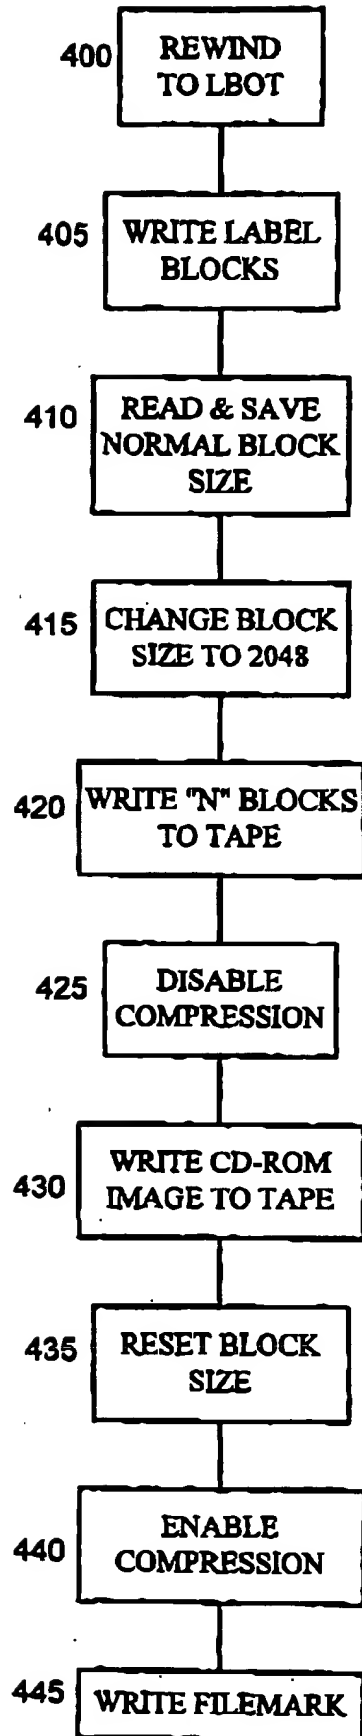 400
REWIND
TO LBOT
405
WRITE LABEL
BLOCKS
410
READ & SAVE
NORMAL BLOCK
SIZE
415
CHANGE BLOCK
SIZE TO 2048
420
WRITE "N" BLOCKS
TO TAPE
425
DISABLE
COMPRESSION
430
WRITE CD-ROM
IMAGE TO TAPE
435
RESET BLOCK
SIZE
440
ENABLE
COMPRESSION
445
WRITE FILEMARK